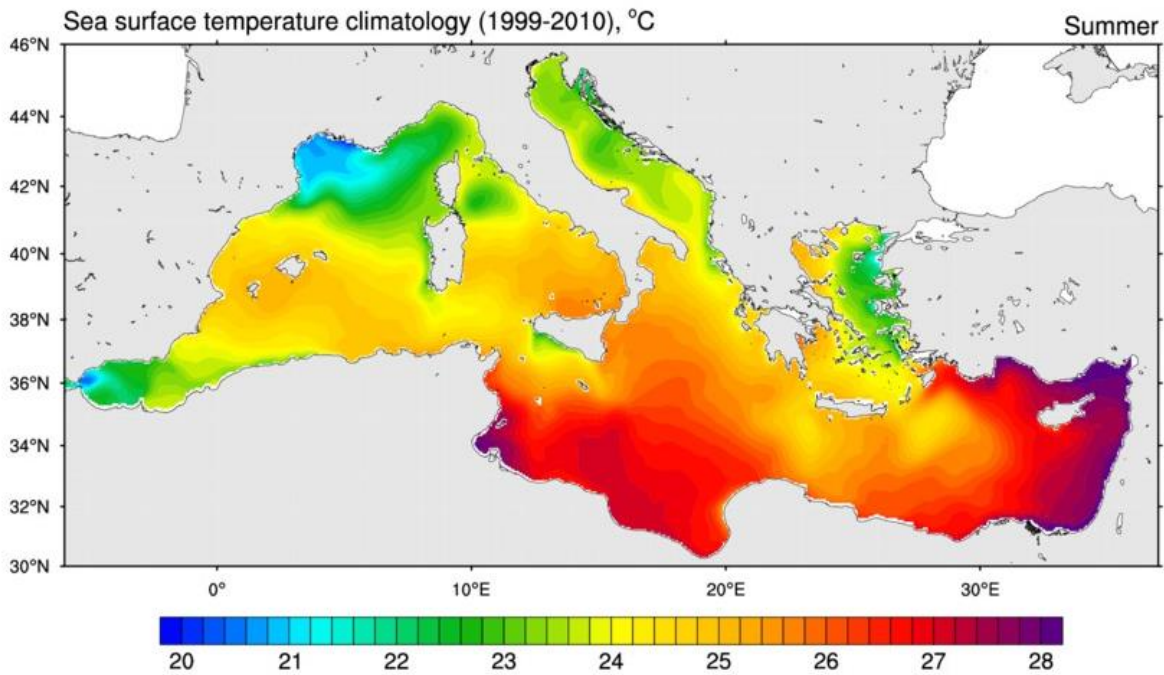 Sea surface temperature climatology (1999-2010), °C
Summer
46°N
44°N
42°N
40°N
38°N
36°N
34°N
32°N
30°N
0° 10°E 20°E 30°E
20 21 22 23 24 25 26 27 28